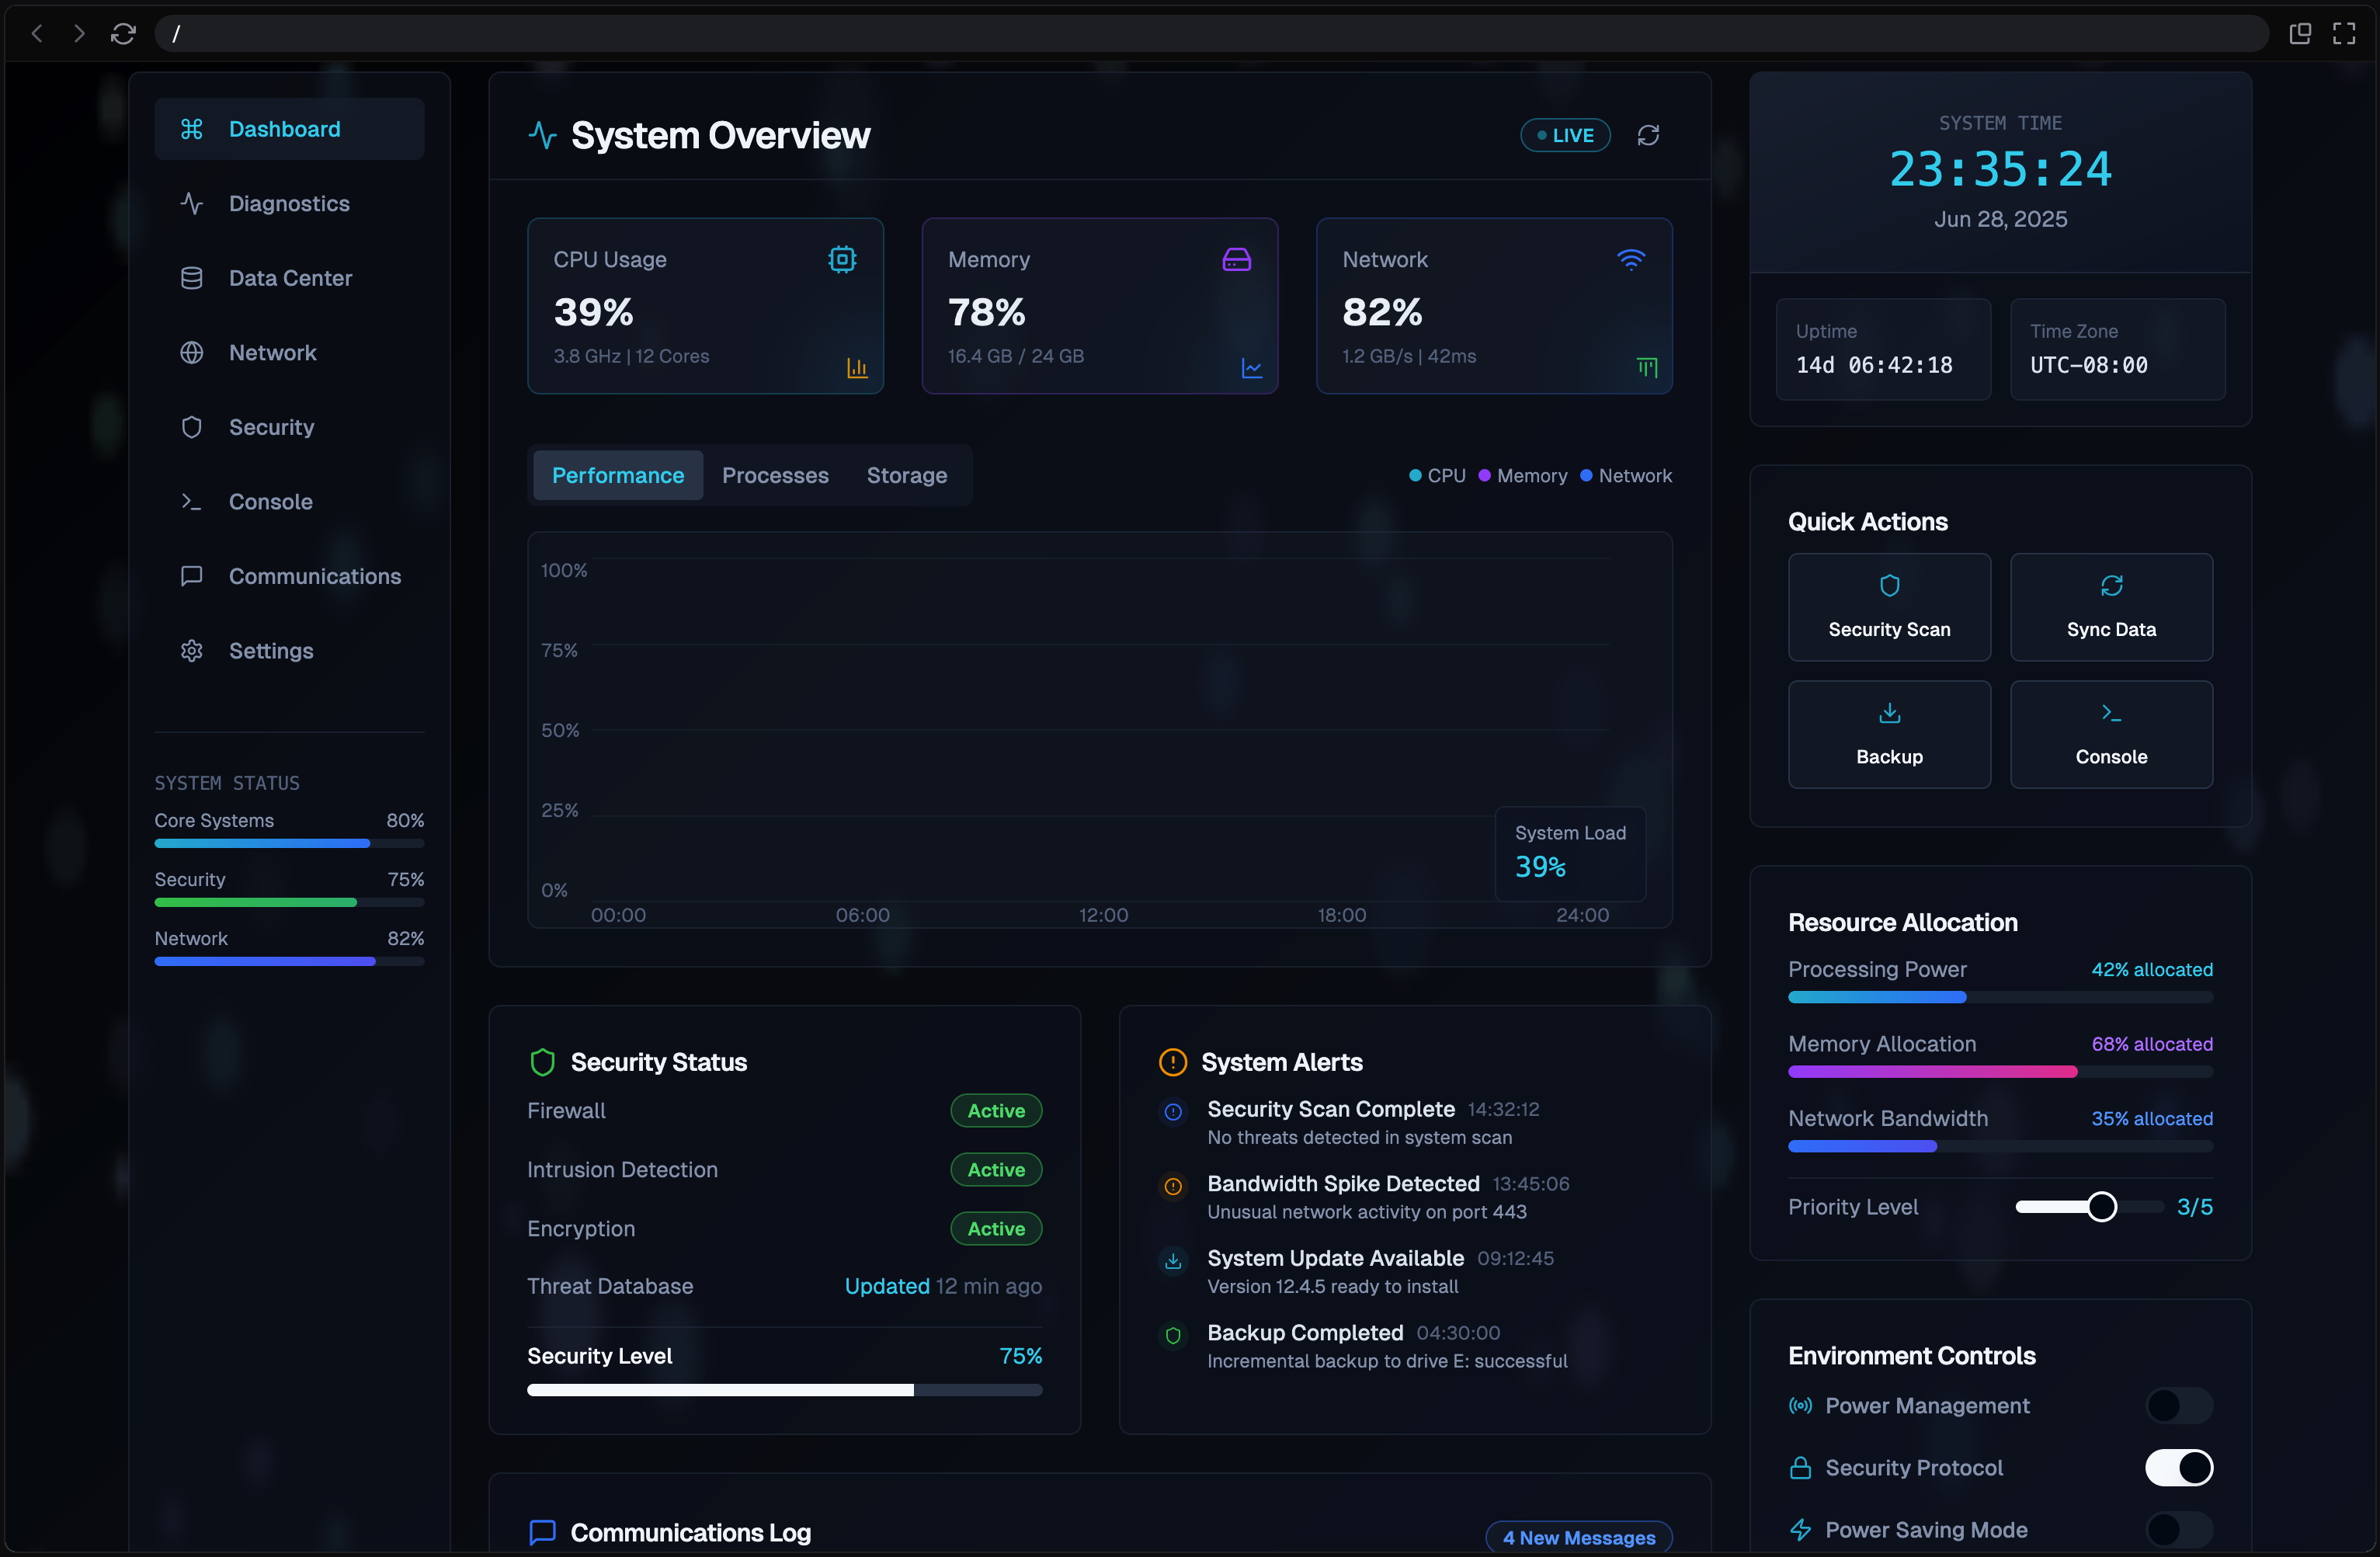 /
Dashboard
Diagnostics
Data Center
Network
Security
Console
Communications
Settings
SYSTEM STATUS
Core Systems 80%
Security 75%
Network 82%
System Overview
LIVE
CPU Usage
39%
3.8 GHz | 12 Cores
Memory
78%
16.4 GB / 24 GB
Network
82%
1.2 GB/s | 42ms
Performance Processes Storage
CPU Memory Network
100%
75%
50%
25%
0%
00:00 06:00 12:00 18:00 24:00
System Load
39%
Security Status
Firewall Active
Intrusion Detection Active
Encryption Active
Threat Database Updated 12 min ago
Security Level 75%
System Alerts
Security Scan Complete 14:32:12
No threats detected in system scan
Bandwidth Spike Detected 13:45:06
Unusual network activity on port 443
System Update Available 09:12:45
Version 12.4.5 ready to install
Backup Completed 04:30:00
Incremental backup to drive E: successful
Communications Log
4 New Messages
SYSTEM TIME
23:35:24
Jun 28, 2025
Uptime
14d 06:42:18
Time Zone
UTC-08:00
Quick Actions
Security Scan
Sync Data
Backup
Console
Resource Allocation
Processing Power 42% allocated
Memory Allocation 68% allocated
Network Bandwidth 35% allocated
Priority Level 3/5
Environment Controls
Power Management
Security Protocol
Power Saving Mode